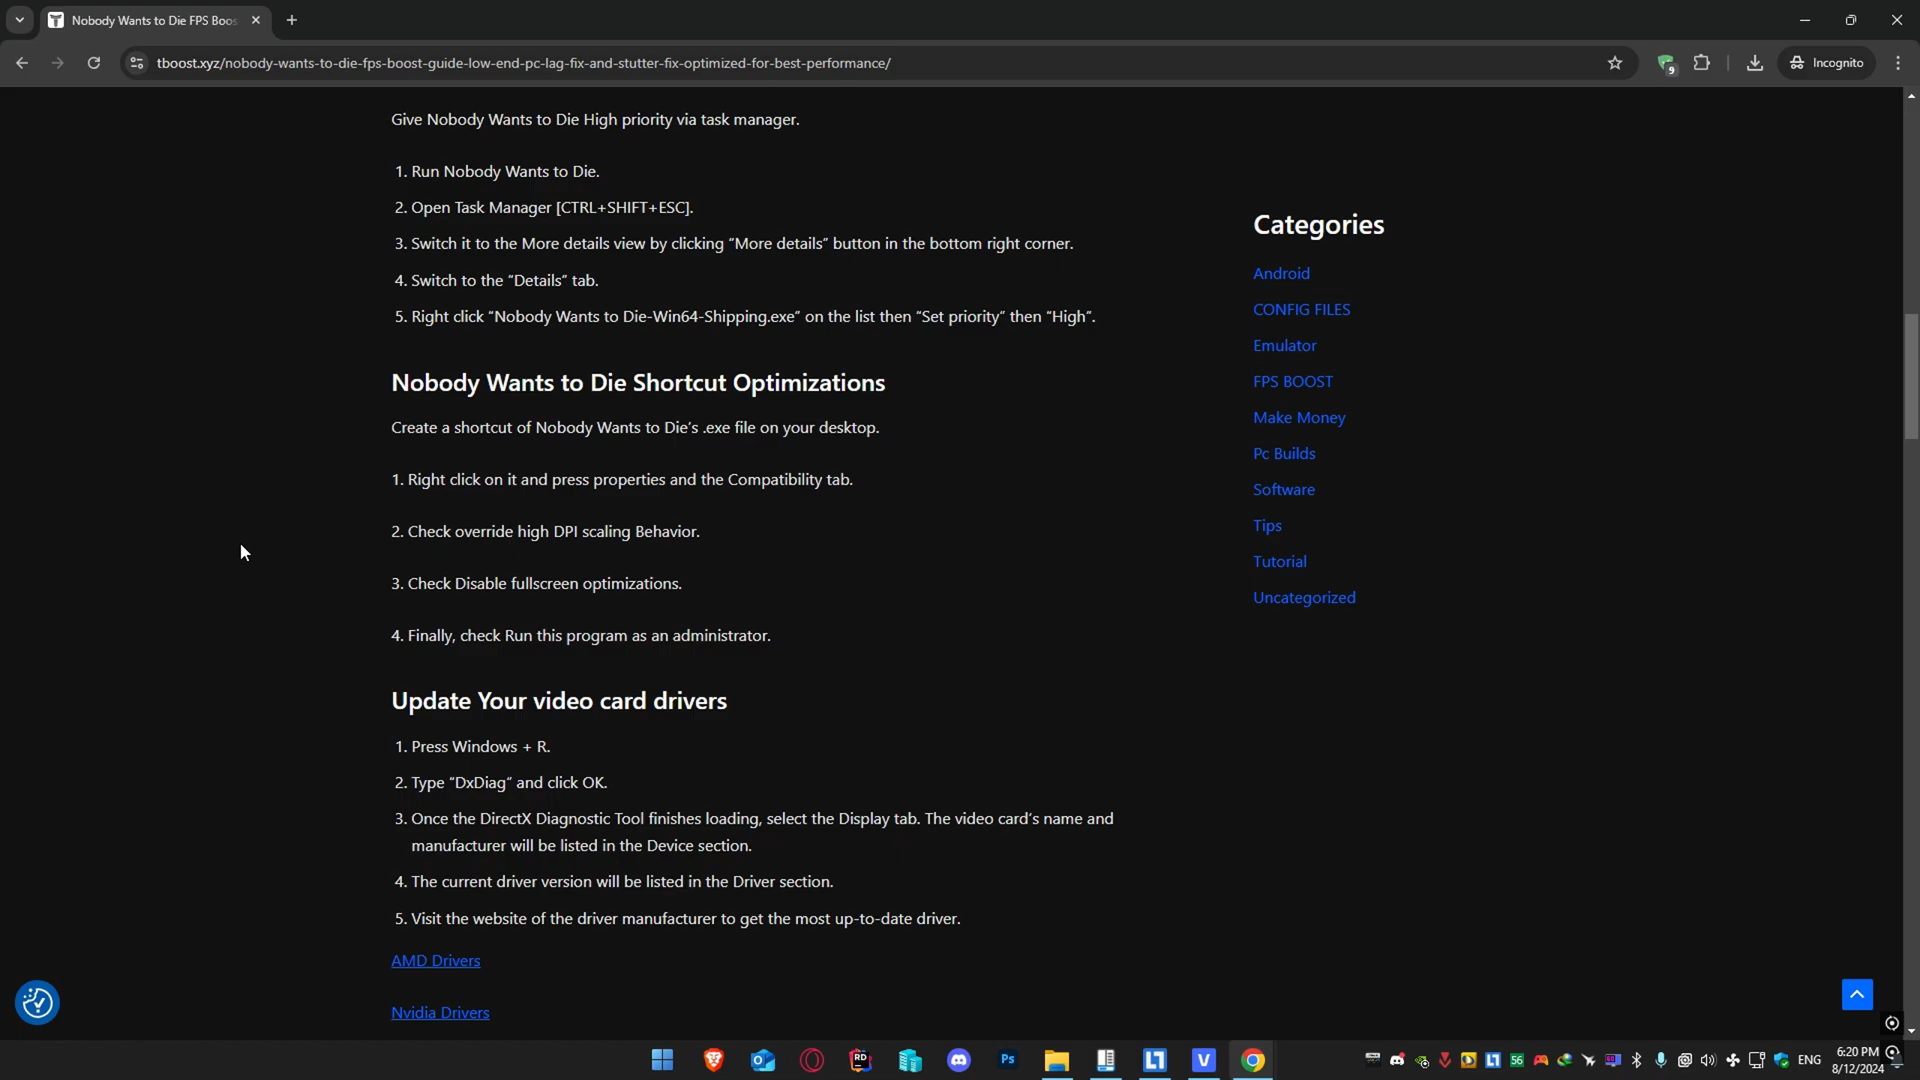 Nobody Wants to Die FPS Boos
tboost.xyz/nobody-wants-to-die-fps-boost-guide-low-end-pc-lag-fix-and-stutter-fix-optimized-for-best-performance/
9
Incognito
Give Nobody Wants to Die High priority via task manager.
1. Run Nobody Wants to Die.
2. Open Task Manager [CTRL+SHIFT+ESC].
3. Switch it to the More details view by clicking “More details” button in the bottom right corner.
4. Switch to the “Details” tab.
5. Right click “Nobody Wants to Die-Win64-Shipping.exe” on the list then “Set priority” then “High”.
Nobody Wants to Die Shortcut Optimizations
Create a shortcut of Nobody Wants to Die’s .exe file on your desktop.
1. Right click on it and press properties and the Compatibility tab.
2. Check override high DPI scaling Behavior.
3. Check Disable fullscreen optimizations.
4. Finally, check Run this program as an administrator.
Update Your video card drivers
1. Press Windows + R.
2. Type “DxDiag” and click OK.
3. Once the DirectX Diagnostic Tool finishes loading, select the Display tab. The video card’s name and
manufacturer will be listed in the Device section.
4. The current driver version will be listed in the Driver section.
5. Visit the website of the driver manufacturer to get the most up-to-date driver.
AMD Drivers
Nvidia Drivers
Categories
Android
CONFIG FILES
Emulator
FPS BOOST
Make Money
Pc Builds
Software
Tips
Tutorial
Uncategorized
RD
Ps
V
56
ENG
6:20 PM
8/12/2024